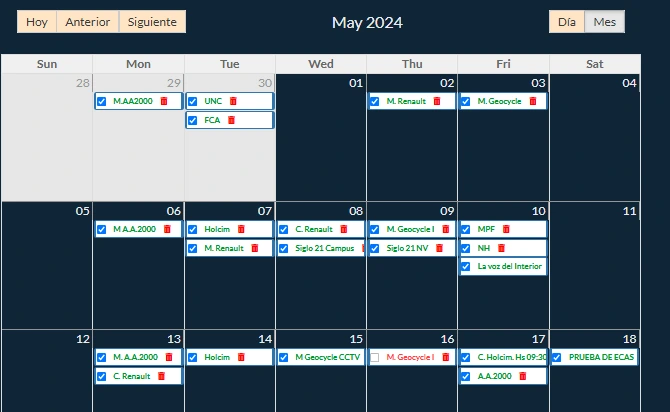 Hoy Anterior Siguiente May 2024 Día Mes
Sun Mon Tue Wed Thu Fri Sat
28 29 30 01 02 03 04
M.AA2000 UNC M. Renault M. Geocycle
FCA
05 06 07 08 09 10 11
M A.A.2000 Holcim C. Renault M. Geocycle I MPF
M. Renault Siglo 21 Campus Siglo 21 NV NH
La voz del Interior
12 13 14 15 16 17 18
M. A.A.2000 Holcim M Geocycle CCTV M. Geocycle I C. Holcim. Hs 09:30 PRUEBA DE ECAS
C. Renault A.A.2000